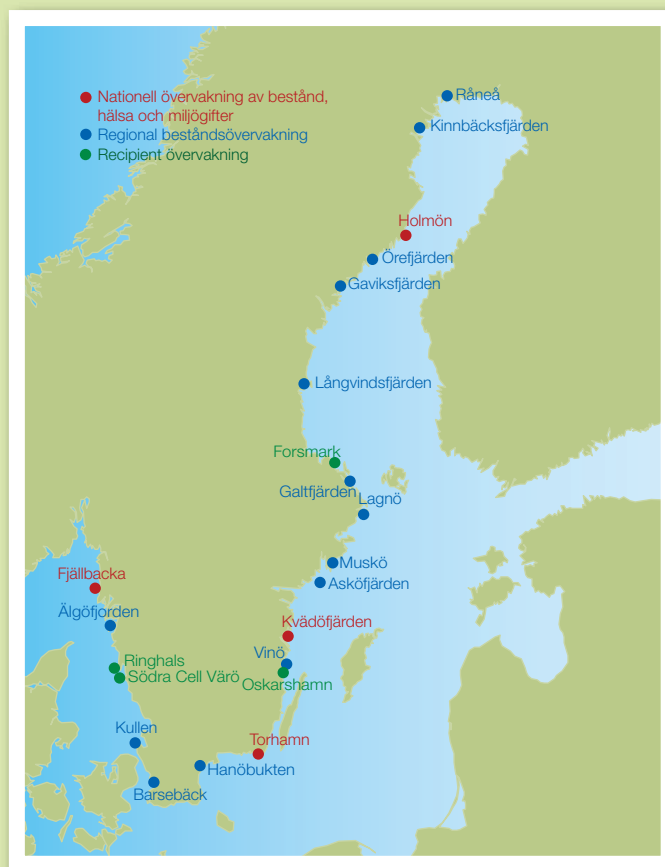 Nationell övervakning av bestånd,
hälsa och miljögifter
Regional beståndsövervakning
Recipient övervakning
Råneå
Kinnbäcksfjärden
Holmön
Örefjärden
Gaviksfjärden
Långvindsfjärden
Forsmark
Galtfjärden
Lagnö
Muskö
Asköfjärden
Fjällbacka
Älgöfjorden
Kvädöfjärden
Vinö
Oskarshamn
Ringhals
Södra Cell Värö
Kullen
Torhamn
Hanöbukten
Barsebäck